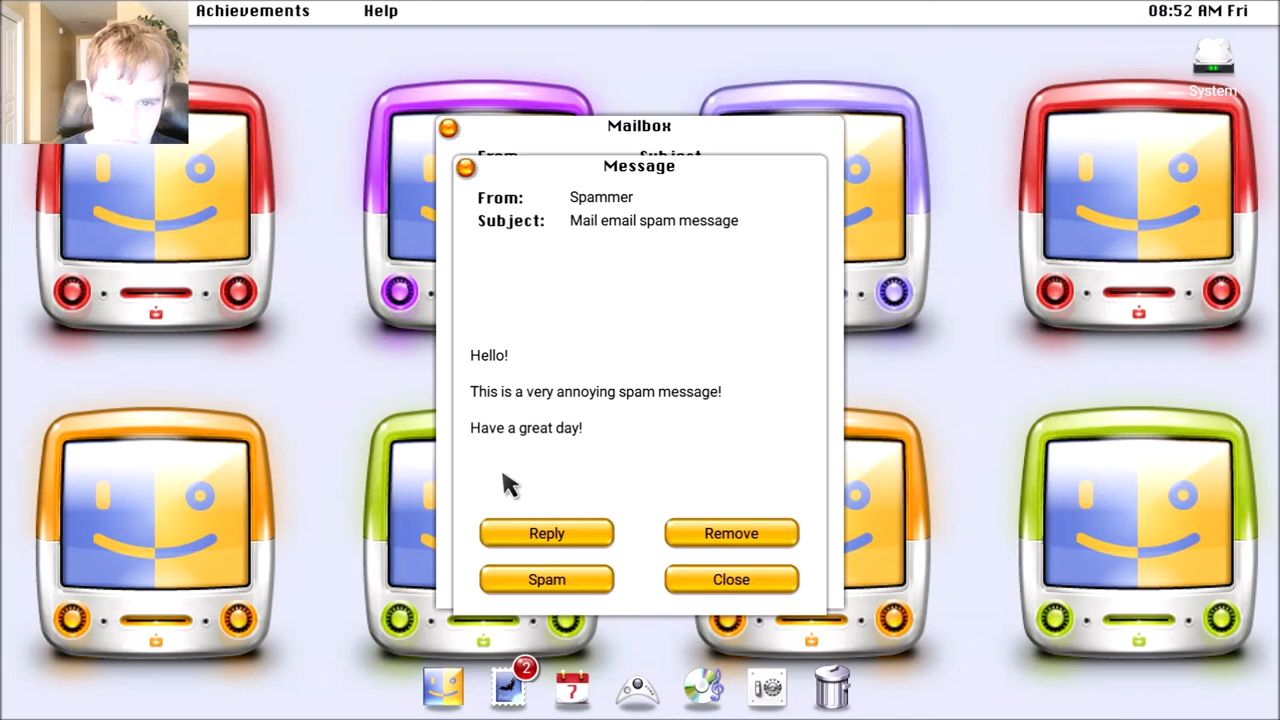 Achievements Help 08:52 AM Fri
System
Mailbox
Message
From: Spammer
Subject: Mail email spam message
Hello!
This is a very annoying spam message!
Have a great day!
Reply Remove
Spam Close
2
7